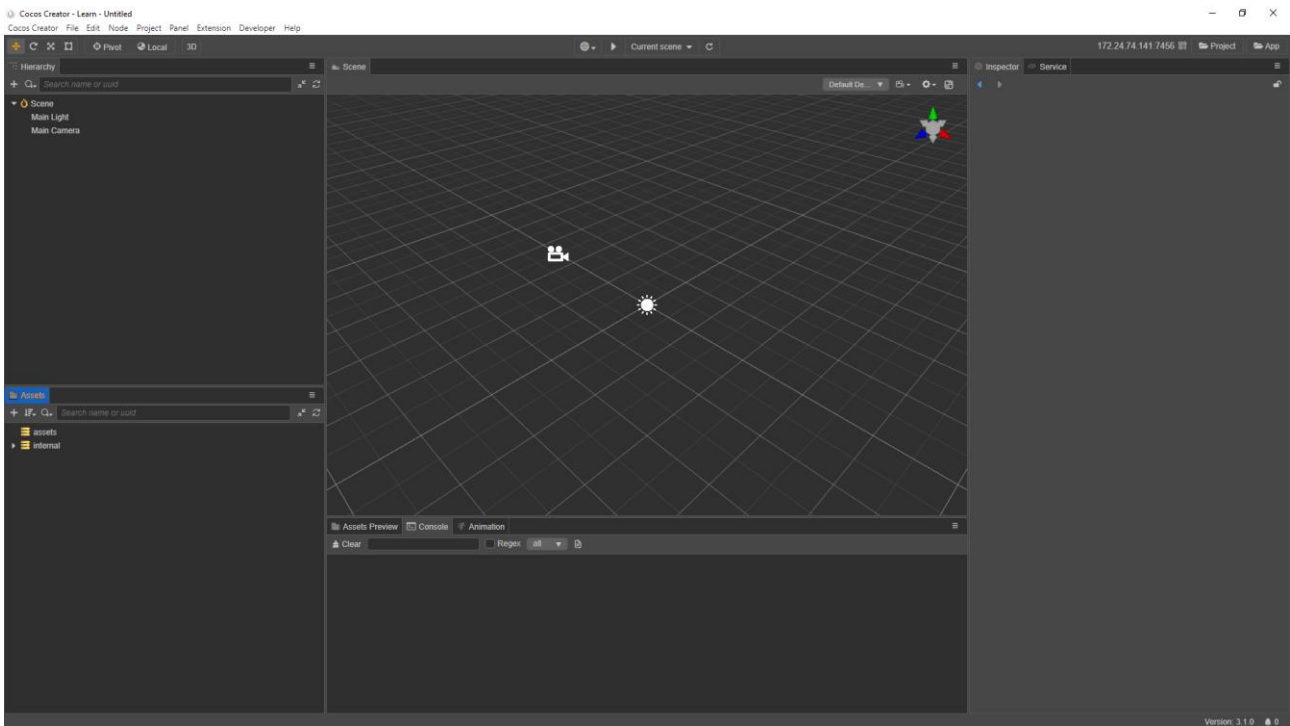 Cocos Creator - Learn - Untitled
Cocos Creator File Edit Node Project Panel Extension Developer Help
Pivot Local 3D Current scene 172.24.74.141:7456 Project App
Hierarchy
Search name or uuid
Scene
Main Light
Main Camera
Assets
Search name or uuid
assets
internal
Scene
Default De...
Assets Preview Console Animation
Clear Regex all
Inspector Service
Version: 3.1.0 0